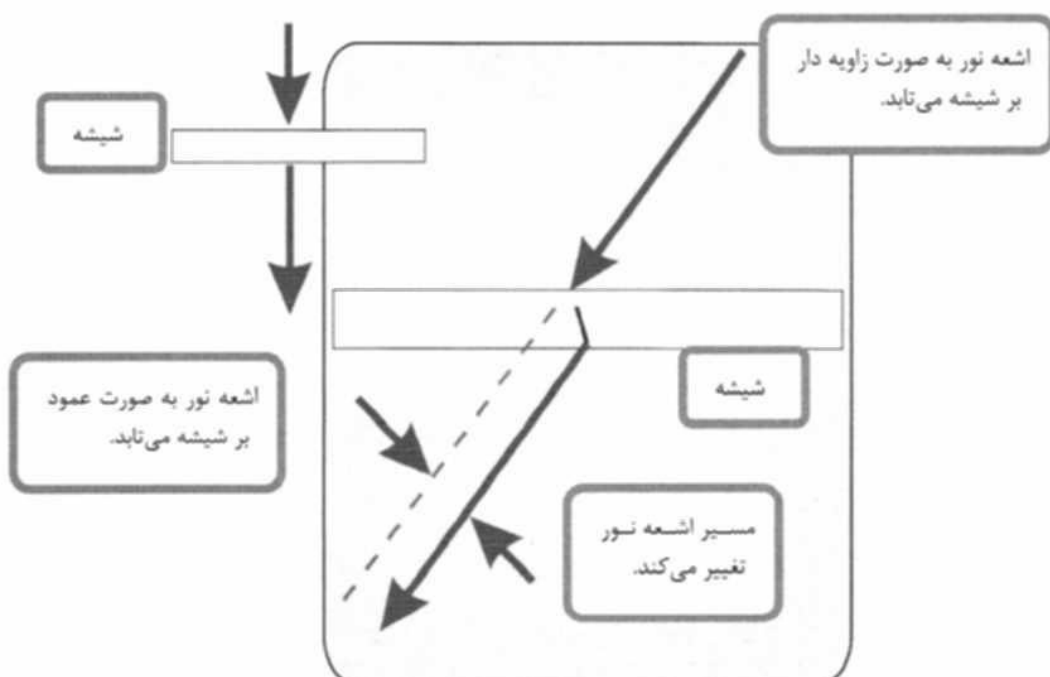 اشعه نور به صورت زاویه دار
بر شیشه می‌تابد.
شیشه
شیشه
اشعه نور به صورت عمود
بر شیشه می‌تابد.
مسیر اشعه نور
تغییر می‌کند.